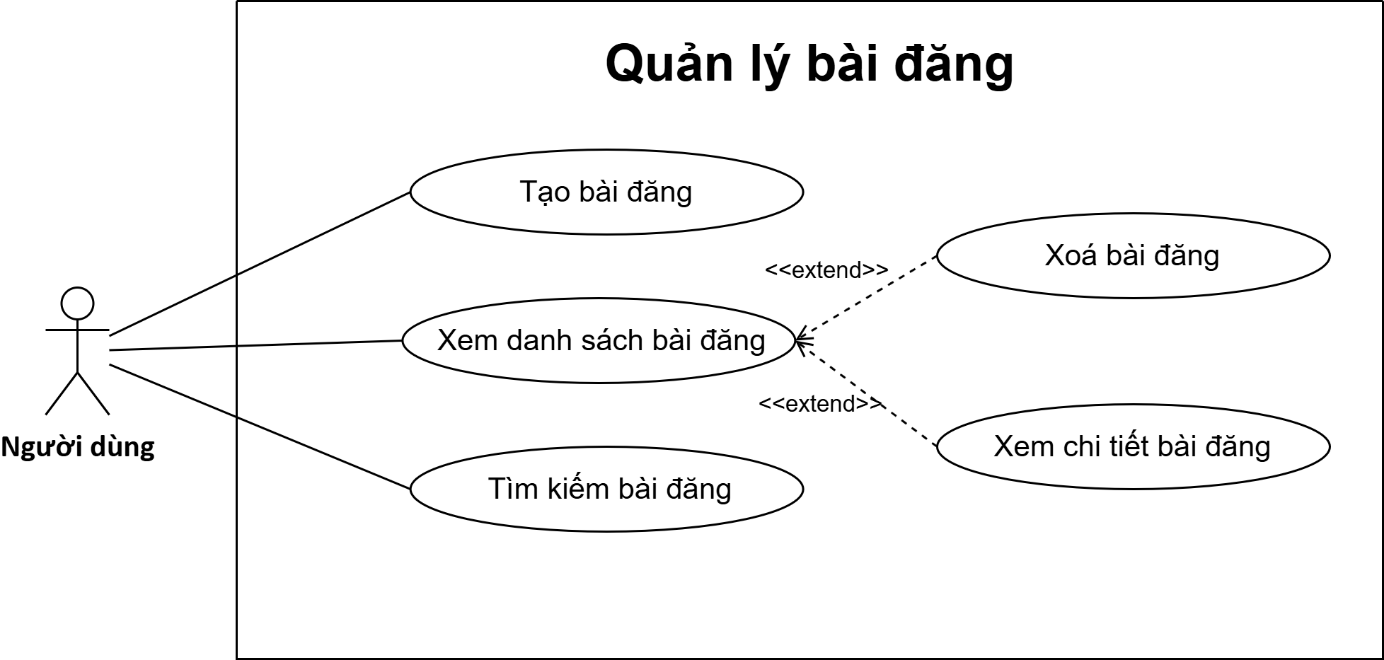 Quản lý bài đăng
Tạo bài đăng
Xoá bài đăng
<<extend>>
Xem danh sách bài đăng
<<extend>>
Xem chi tiết bài đăng
Người dùng
Tìm kiếm bài đăng